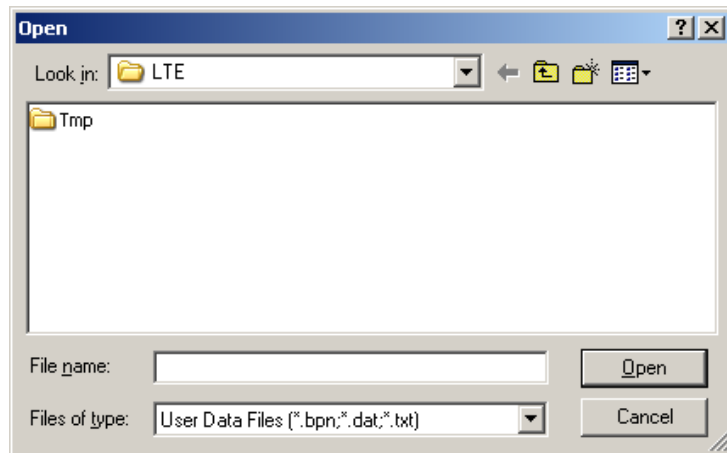 Open
Look in: LTE
Tmp
File name:
Open
Files of type: User Data Files (*.bpn;*.dat;*.txt)
Cancel